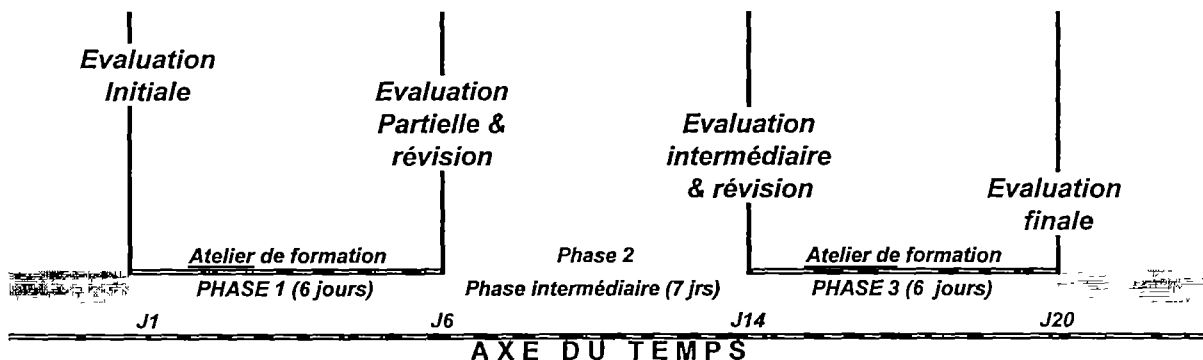 Evaluation
Initiale
Evaluation
Partielle &
révision
Evaluation
intermédiaire
& révision
Evaluation
finale
Atelier de formation
Phase 2
Atelier de formation
PHASE 1 (6 jours)
Phase intermédiaire (7 jrs)
PHASE 3 (6 jours)
J1
J6
J14
J20
AXE DU TEMPS